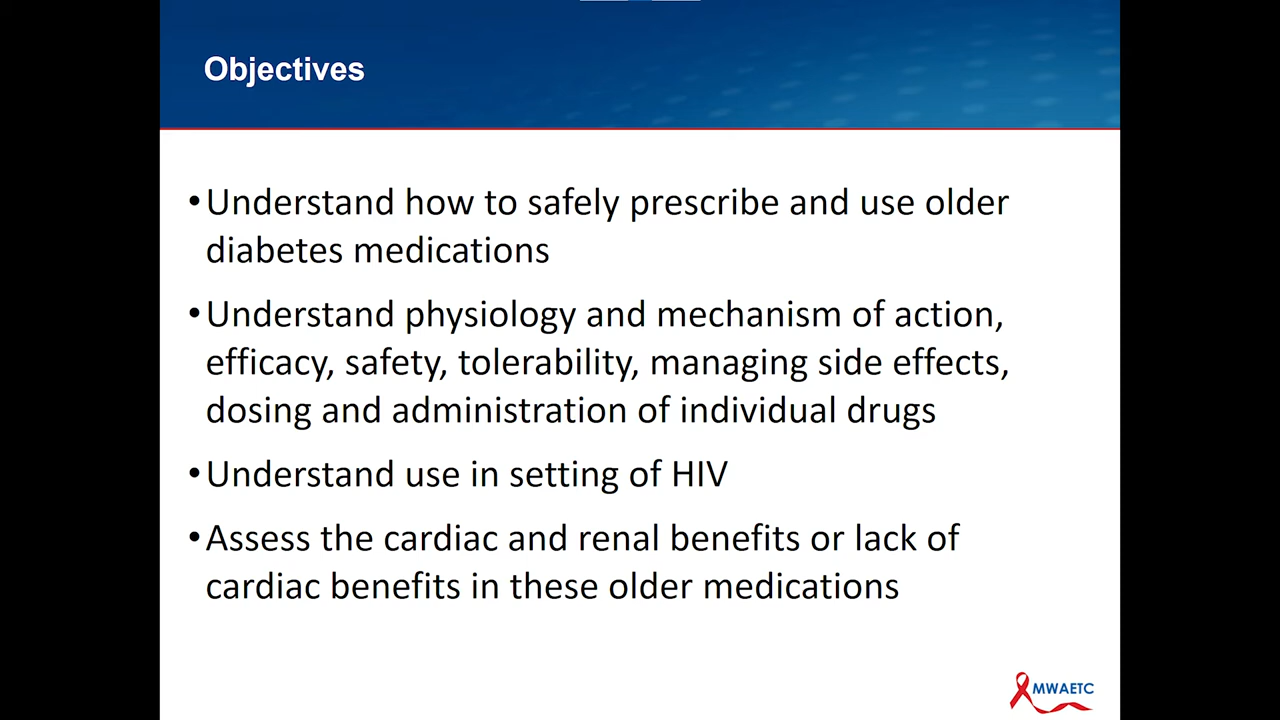 Objectives
•Understand how to safely prescribe and use older
diabetes medications
•Understand physiology and mechanism of action,
efficacy, safety, tolerability, managing side effects,
dosing and administration of individual drugs
•Understand use in setting of HIV
•Assess the cardiac and renal benefits or lack of
cardiac benefits in these older medications
MWAETC